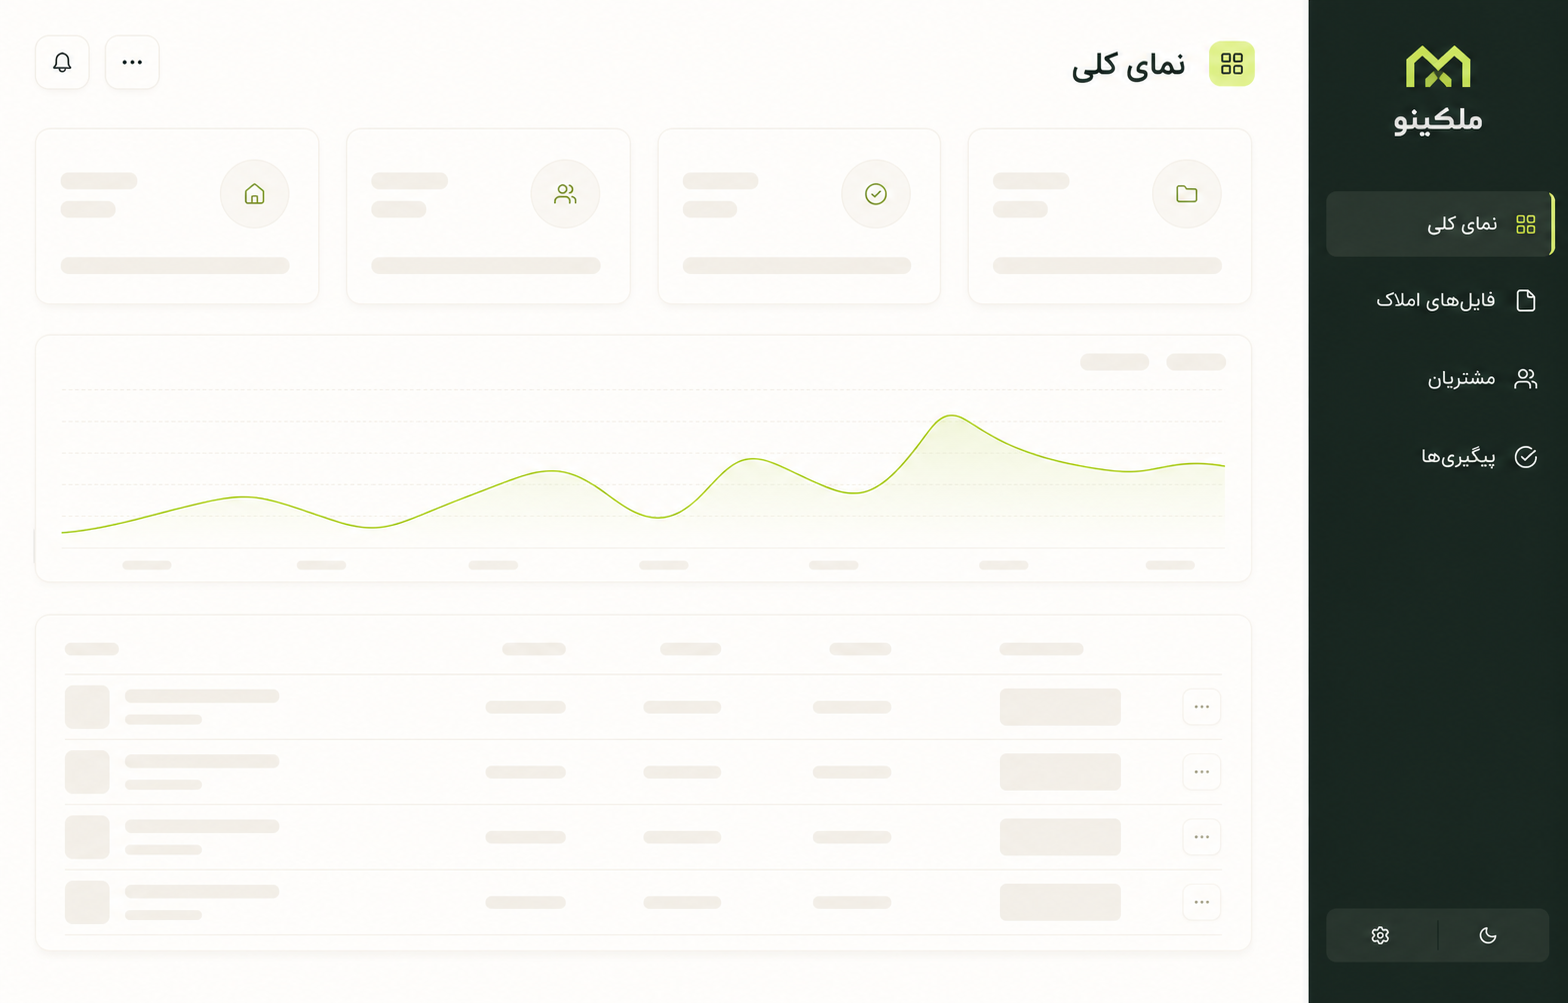 ملکینو
نمای کلی
نمای کلی
فایل‌های املاک
مشتریان
پیگیری‌ها